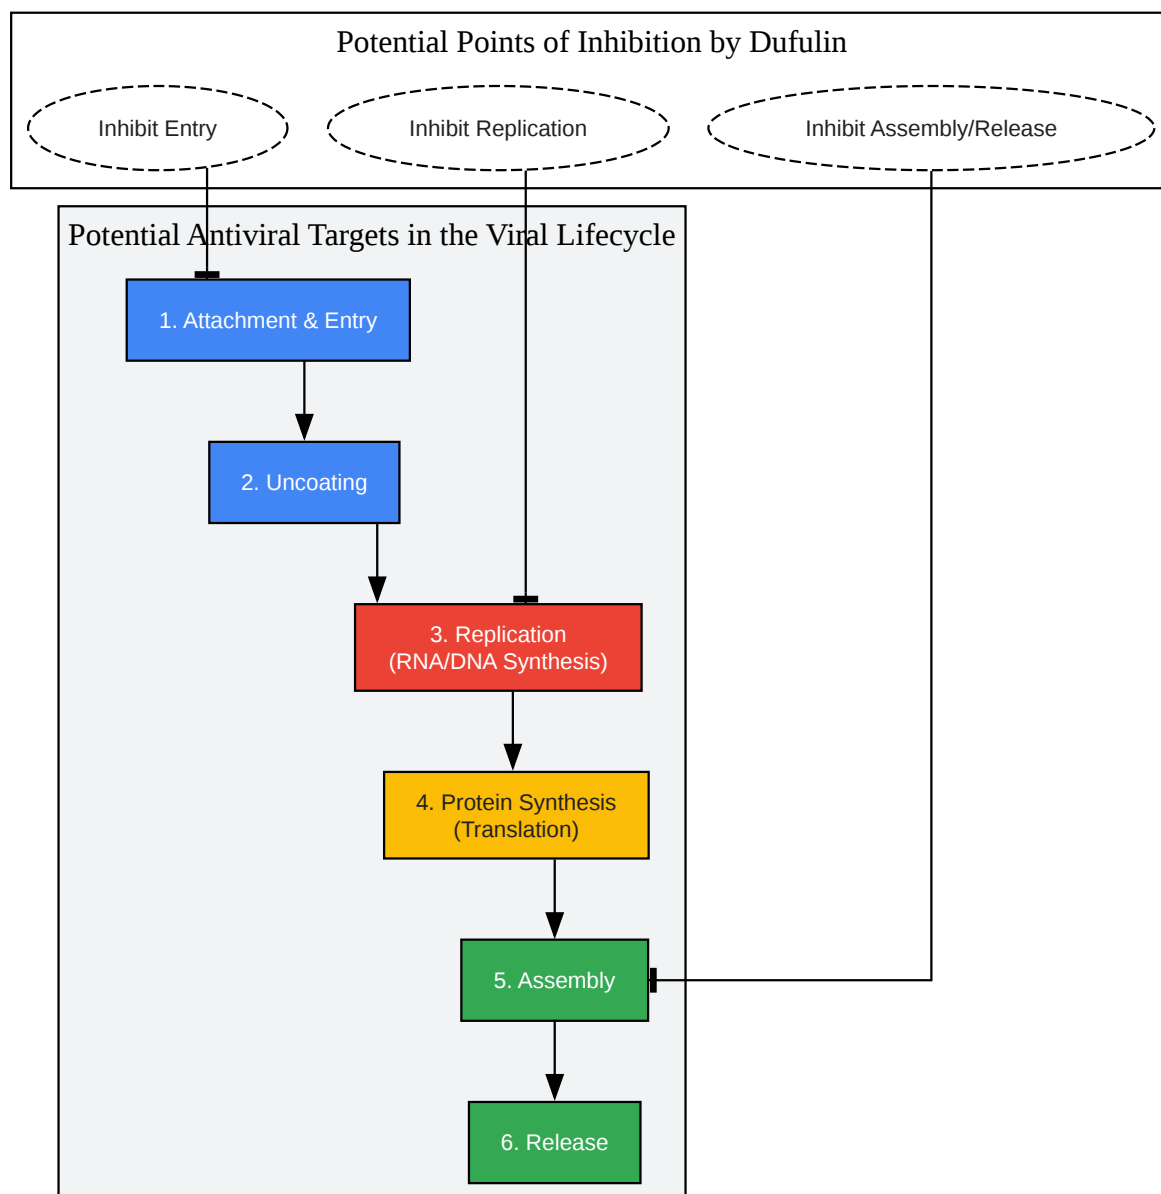 Potential Points of Inhibition by Dufulin
Inhibit Entry
Inhibit Replication
Inhibit Assembly/Release
Potential Antiviral Targets in the Viral Lifecycle
1. Attachment & Entry
2. Uncoating
3. Replication
(RNA/DNA Synthesis)
4. Protein Synthesis
(Translation)
5. Assembly
6. Release